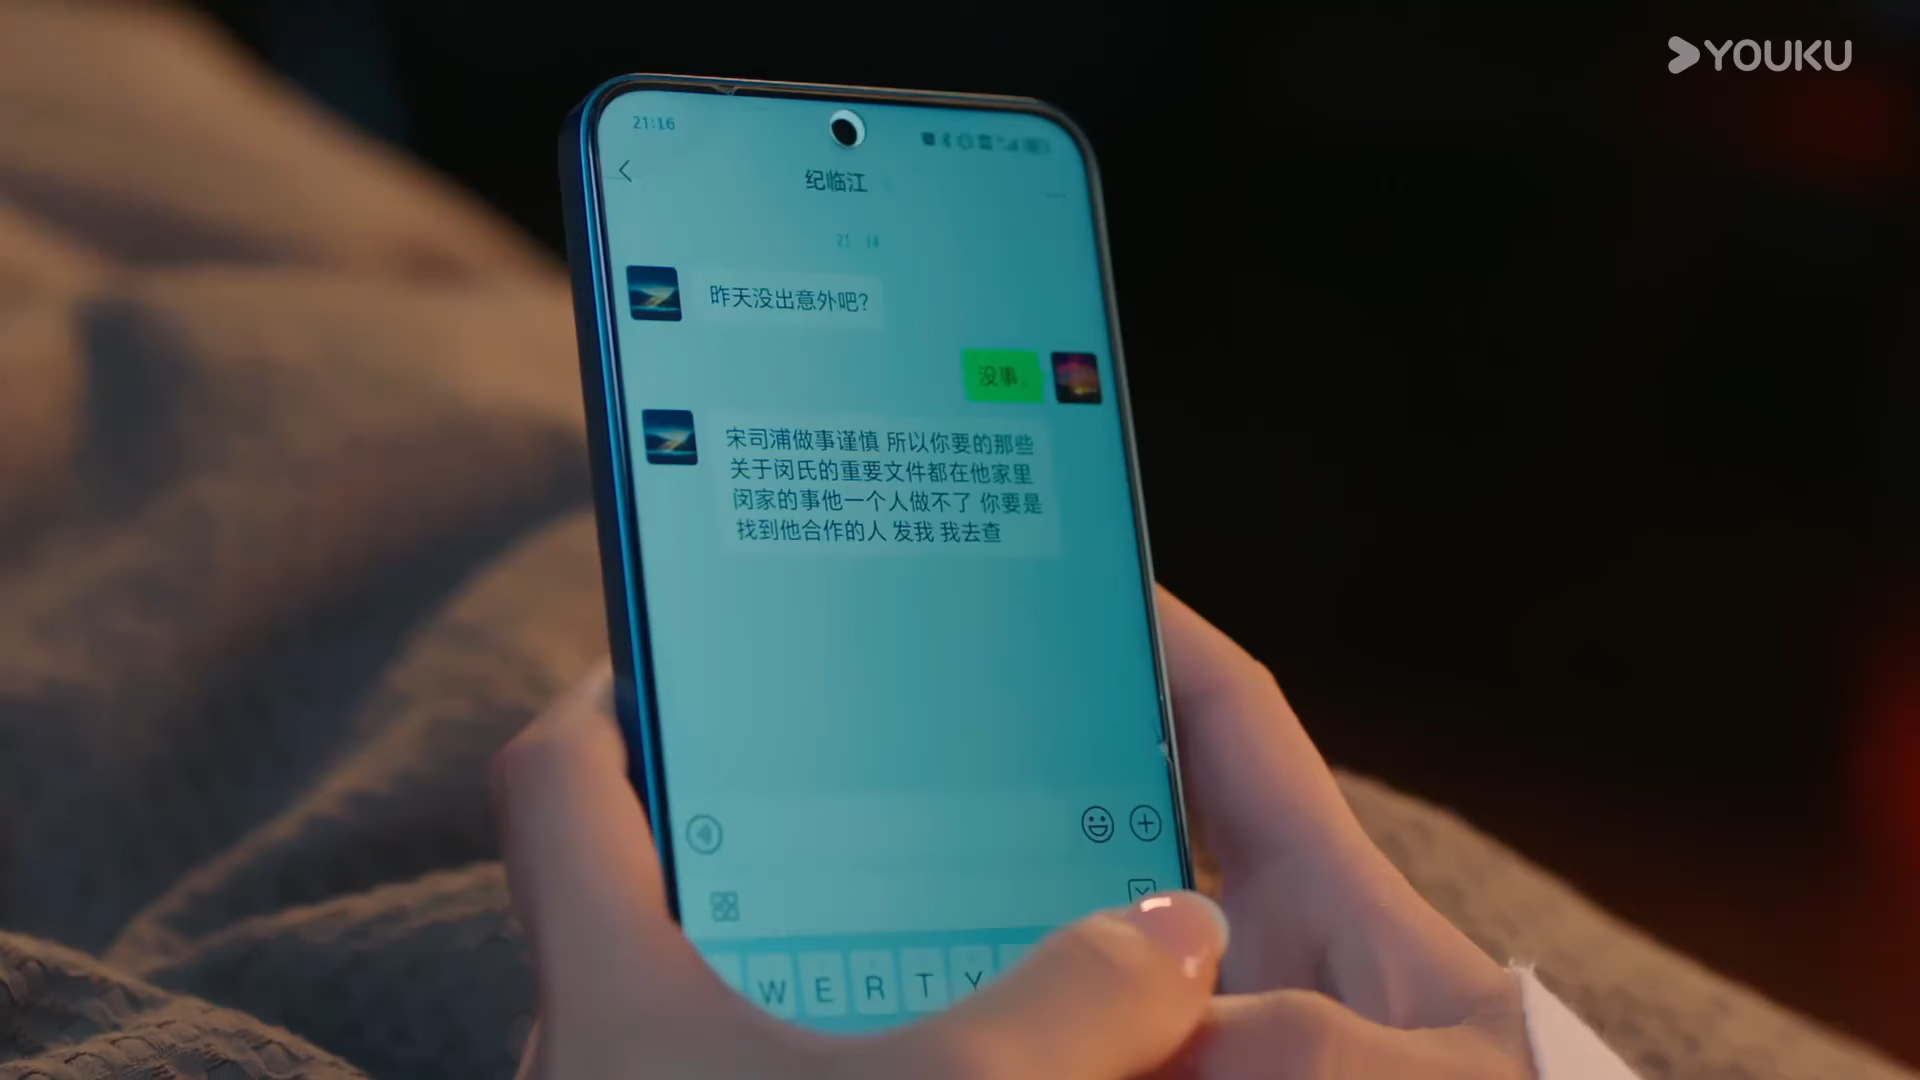 YOUKU
21:16
纪临江
21:14
昨天没出意外吧?
没事.
宋司浦做事谨慎 所以你要的那些
关于闵氏的重要文件都在他家里
闵家的事他一个人做不了 你要是
找到他合作的人 发我 我去查
W E R T Y